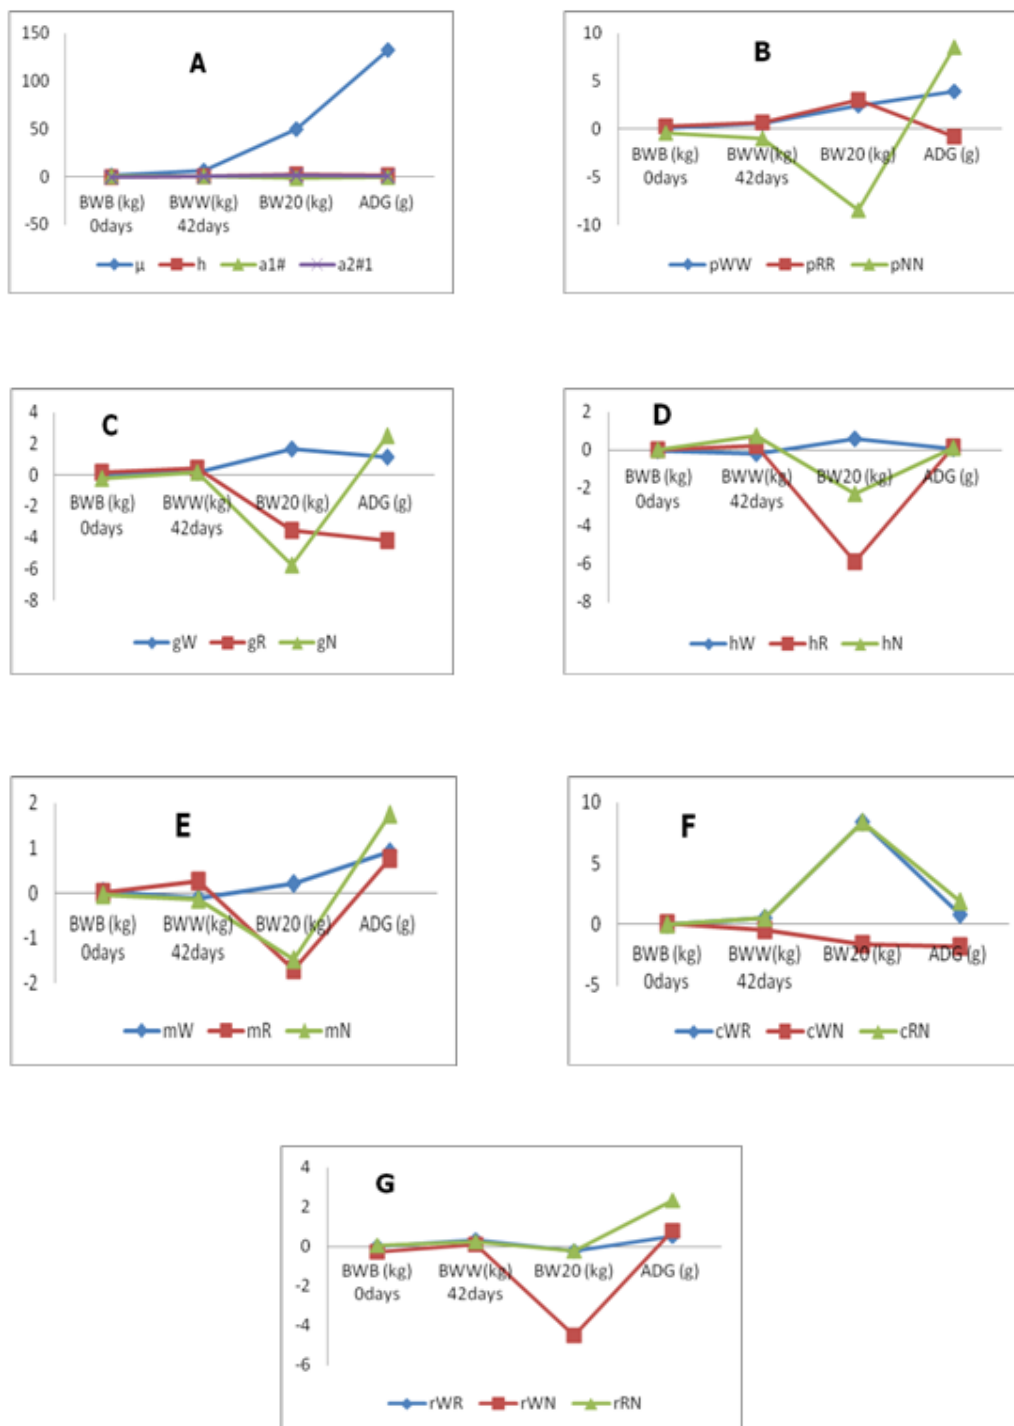 A
150
100
50
0
-50
BWB (kg) BWW(kg) BW20 (kg) ADG (g)
0days 42days
µ h a1# a2#1
B
10
5
0
-5
-10
BWB (kg) BWW(kg) BW20 (kg) ADG (g)
0days 42days
pWW pRR pNN
C
4
2
0
-2
-4
-6
-8
BWB (kg) BWW(kg) BW20 (kg) ADG (g)
0days 42days
gW gR gN
D
2
0
-2
-4
-6
-8
BWB (kg) BWW(kg) BW20 (kg) ADG (g)
0days 42days
hW hR hN
E
2
1
0
-1
-2
BWB (kg) BWW(kg) BW20 (kg) ADG (g)
0days 42days
mW mR mN
F
10
5
0
-5
BWB (kg) BWW(kg) BW20 (kg) ADG (g)
0days 42days
cWR cWN cRN
G
4
2
0
-2
-4
-6
BWB (kg) BWW(kg) BW20 (kg) ADG (g)
0days 42days
rWR rWN rRN